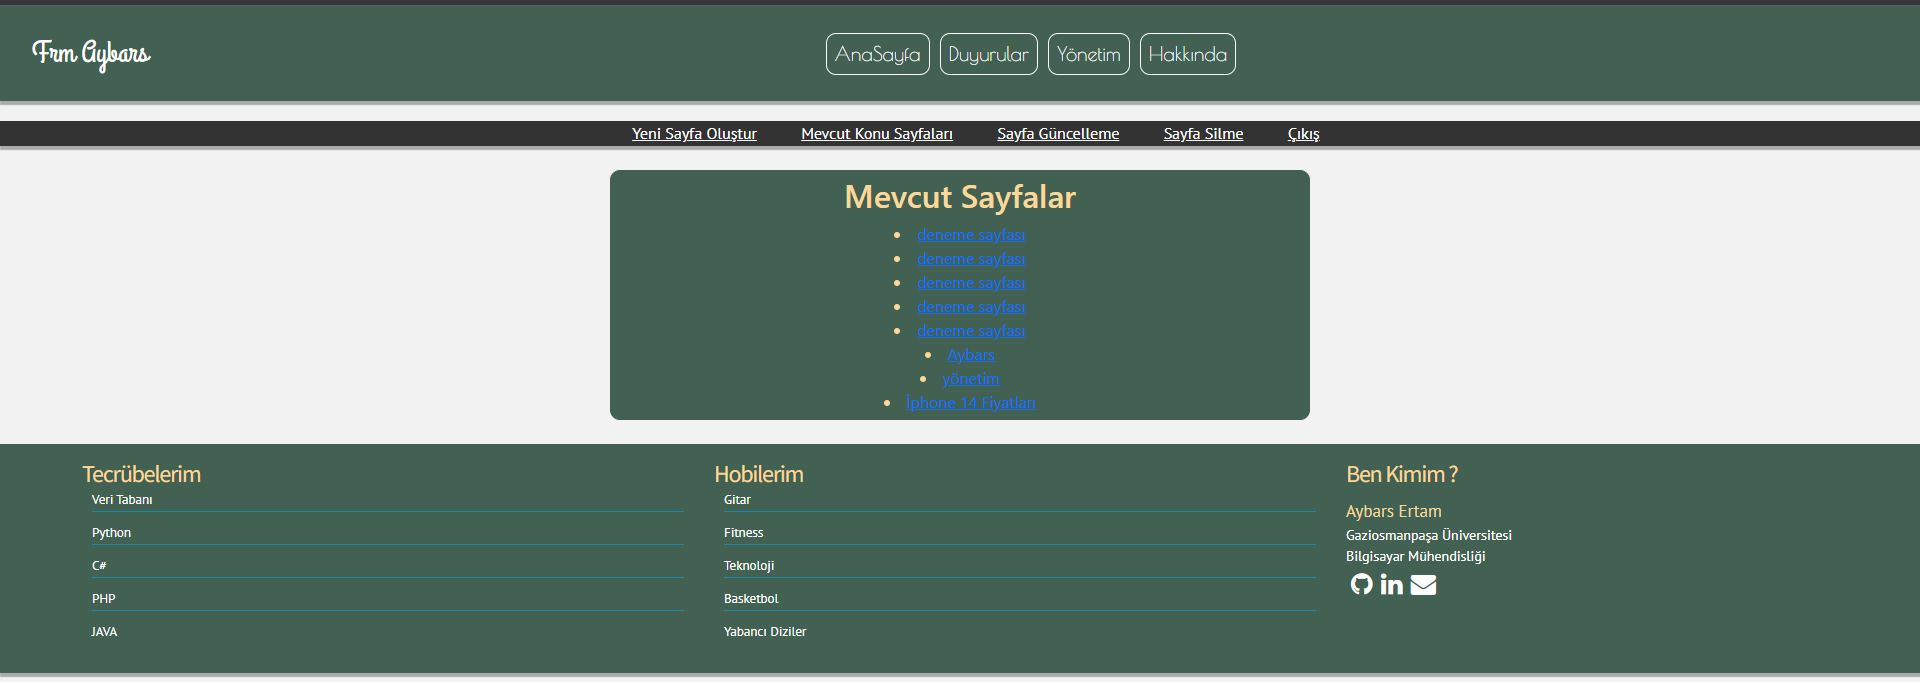 Frm Aybars
AnaSayfa Duyurular Yönetim Hakkında
Yeni Sayfa Oluştur Mevcut Konu Sayfaları Sayfa Güncelleme Sayfa Silme Çıkış
Mevcut Sayfalar
deneme sayfası
deneme sayfası
deneme sayfası
deneme sayfası
deneme sayfası
Aybars
yönetim
İphone 14 Fiyatları
Tecrübelerim
Veri Tabanı
Python
C#
PHP
JAVA
Hobilerim
Gitar
Fitness
Teknoloji
Basketbol
Yabancı Diziler
Ben Kimim ?
Aybars Ertam
Gaziosmanpaşa Üniversitesi
Bilgisayar Mühendisliği